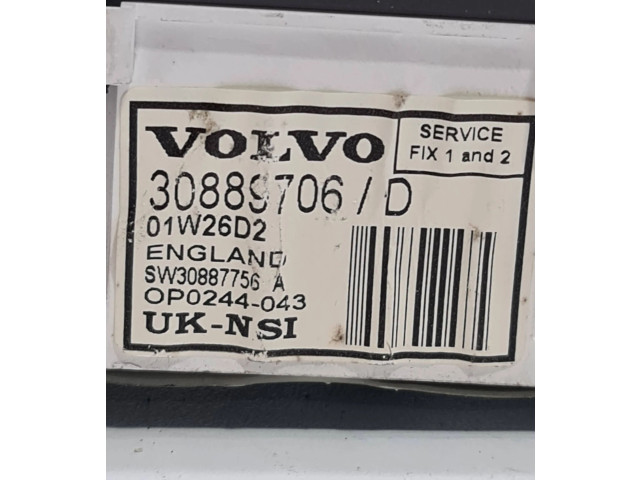 VOLVO
SERVICE
FIX 1 and 2
30889706/D
01W26D2
ENGLAND
SW30887756 A
OP0244-043
UK-NSI